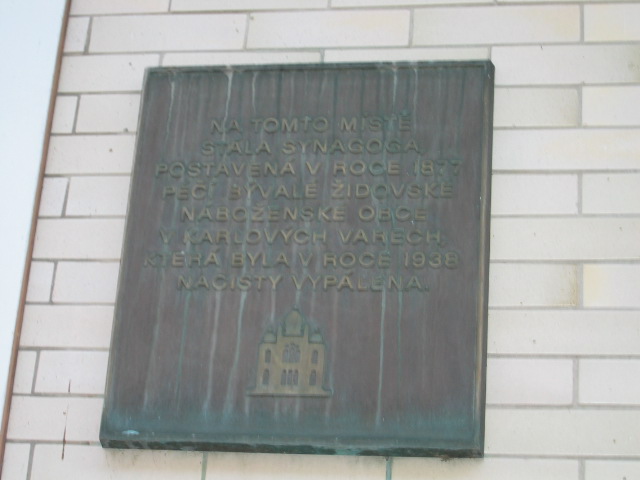 NA TOMTO MÍSTĚ
STÁLA SYNAGOGA,
POSTAVENÁ V ROCE 1877
PÉČÍ BÝVALÉ ŽIDOVSKÉ
NÁBOŽENSKÉ OBCE
V KARLOVÝCH VARECH,
KTERÁ BYLA V ROCE 1938
NACISTY VYPÁLENA.